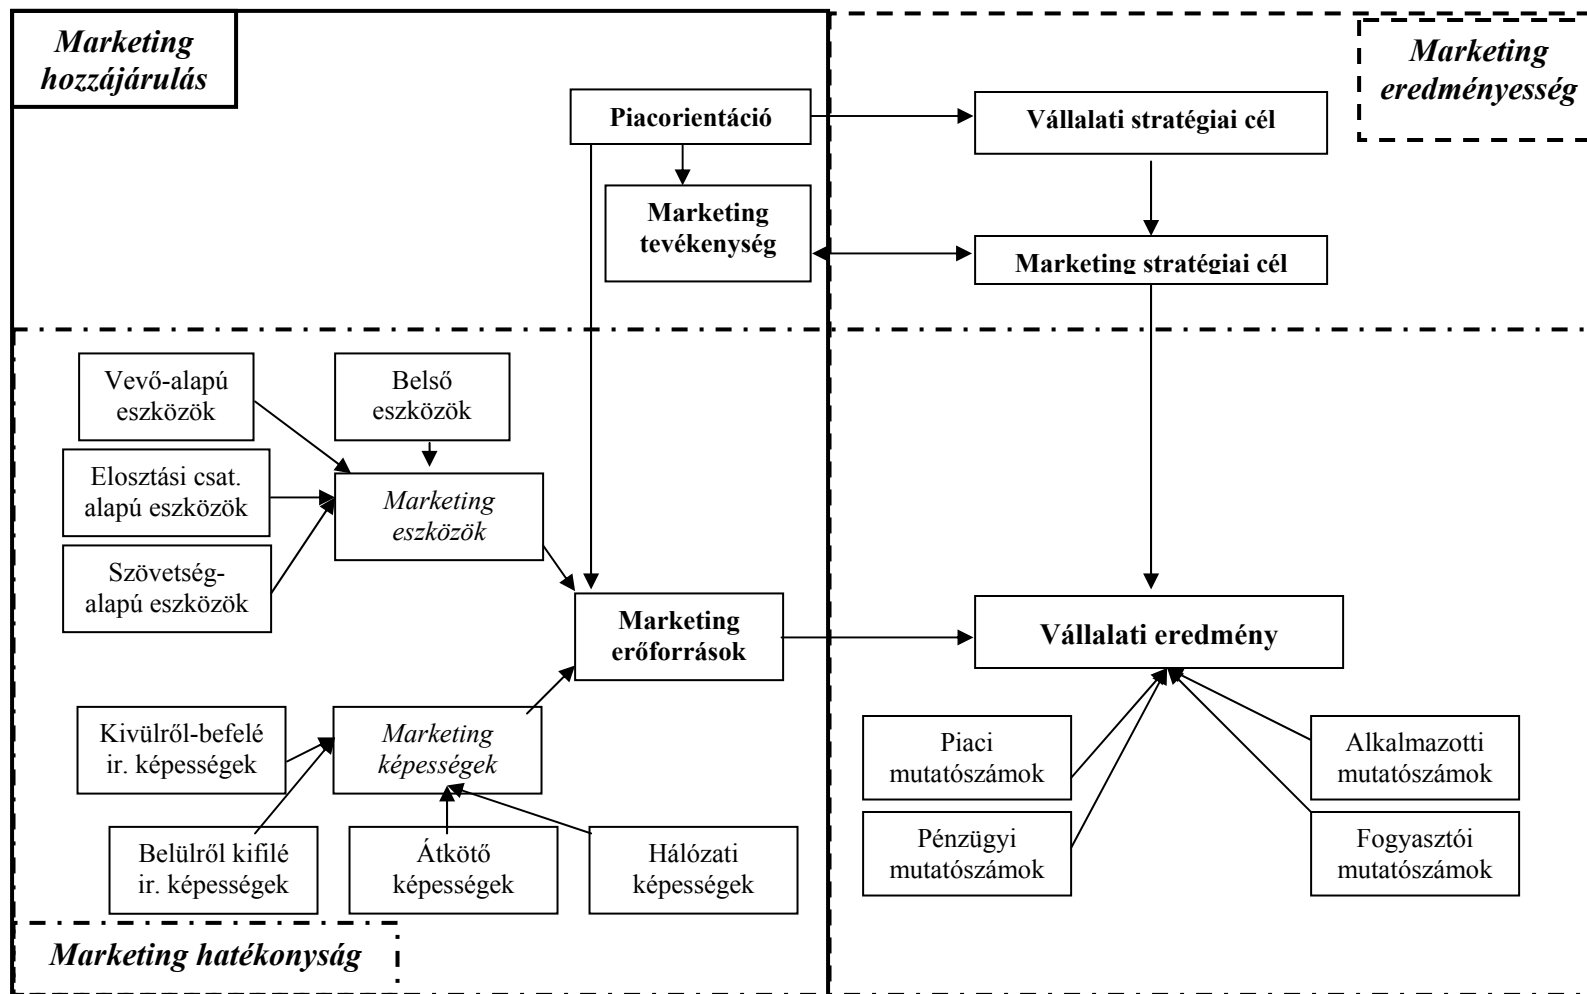 Marketing
hozzájárulás
Marketing
eredményesség
Piacorientáció
Vállalati stratégiai cél
Marketing
tevékenység
Marketing stratégiai cél
Vevő-alapú
eszközök
Belső
eszközök
Elosztási csat.
alapú eszközök
Marketing
eszközök
Szövetség-
alapú eszközök
Marketing
erőforrások
Vállalati eredmény
Kivülről-befelé
ir. képességek
Marketing
képességek
Piaci
mutatószámok
Alkalmazotti
mutatószámok
Belülről kifilé
ir. képességek
Átkötő
képességek
Hálózati
képességek
Pénzügyi
mutatószámok
Fogyasztói
mutatószámok
Marketing hatékonyság